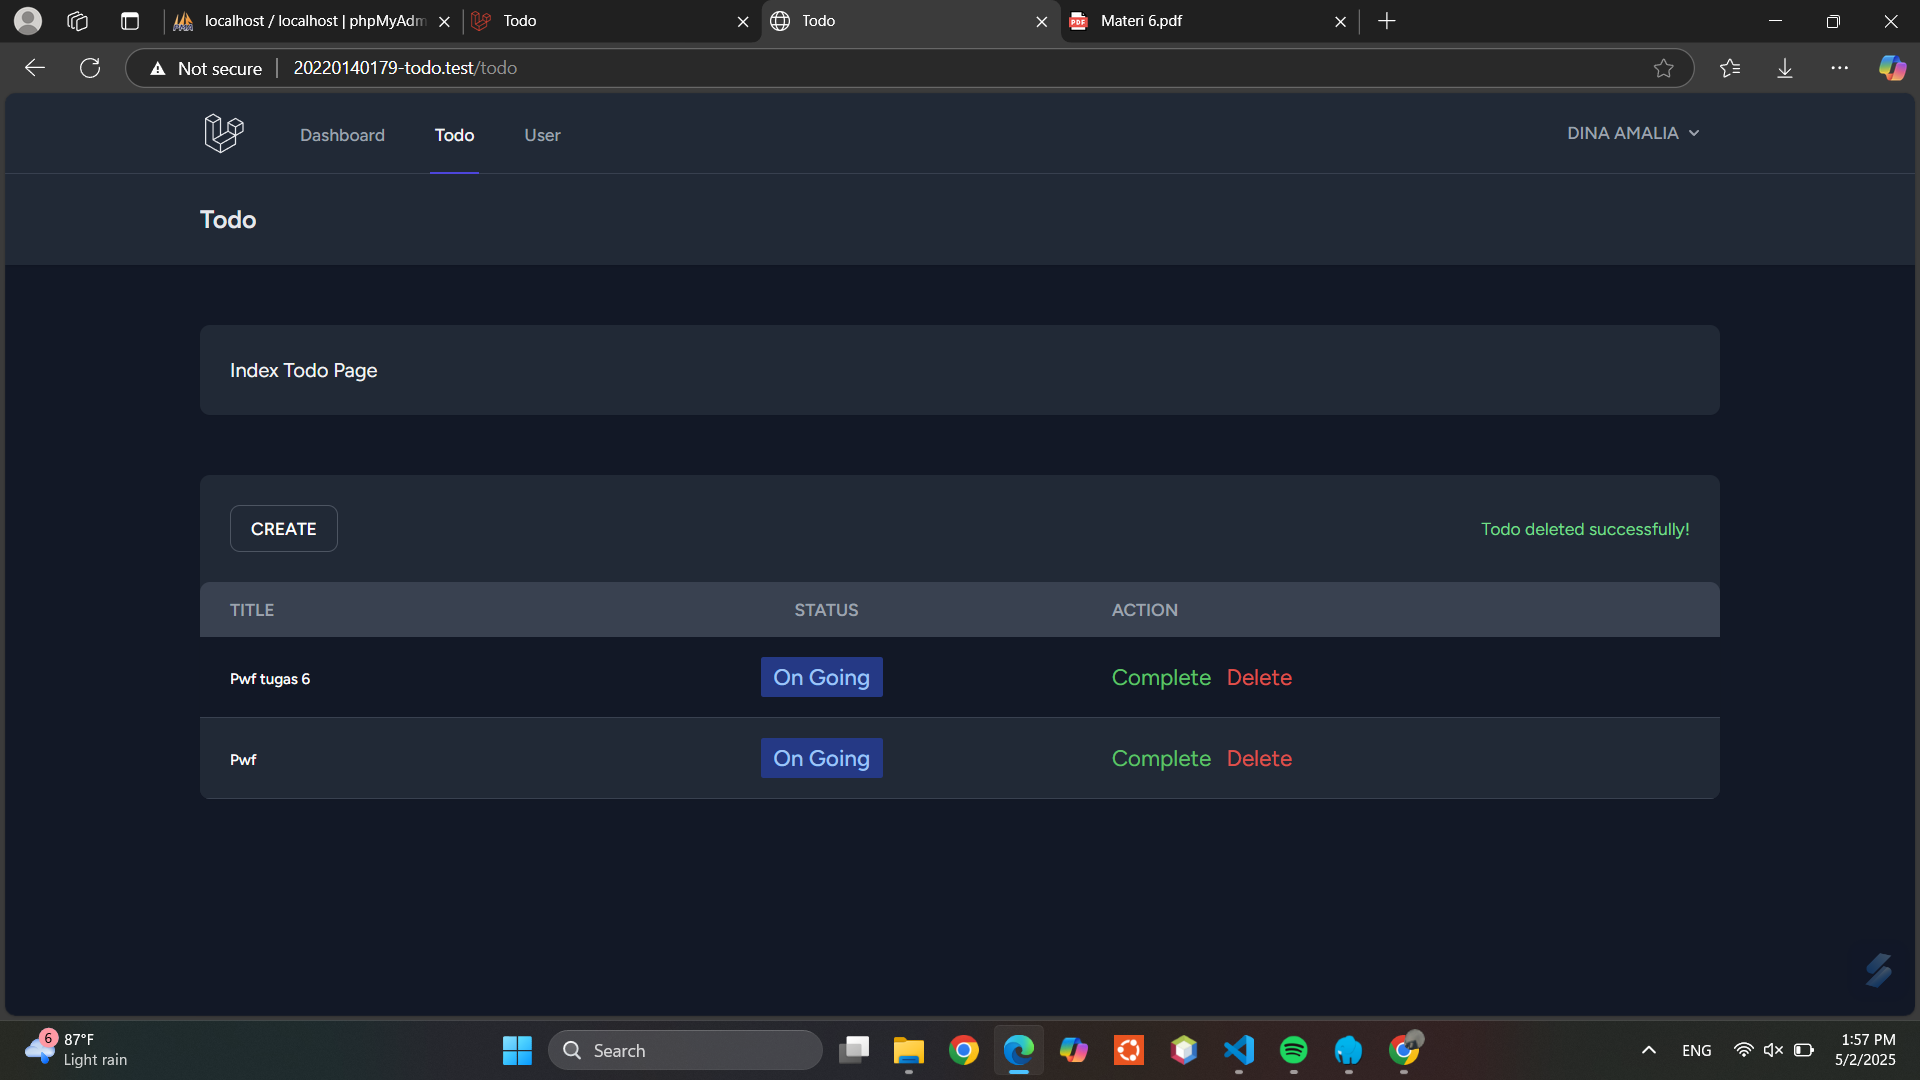 localhost / localhost | phpMyAdm
Todo
Todo
Materi 6.pdf
Not secure
20220140179-todo.test/todo
Dashboard
Todo
User
DINA AMALIA
Todo
Index Todo Page
CREATE
Todo deleted successfully!
TITLE STATUS ACTION
Pwf tugas 6 On Going Complete Delete
Pwf On Going Complete Delete
6
87°F
Light rain
Search
ENG
1:57 PM
5/2/2025